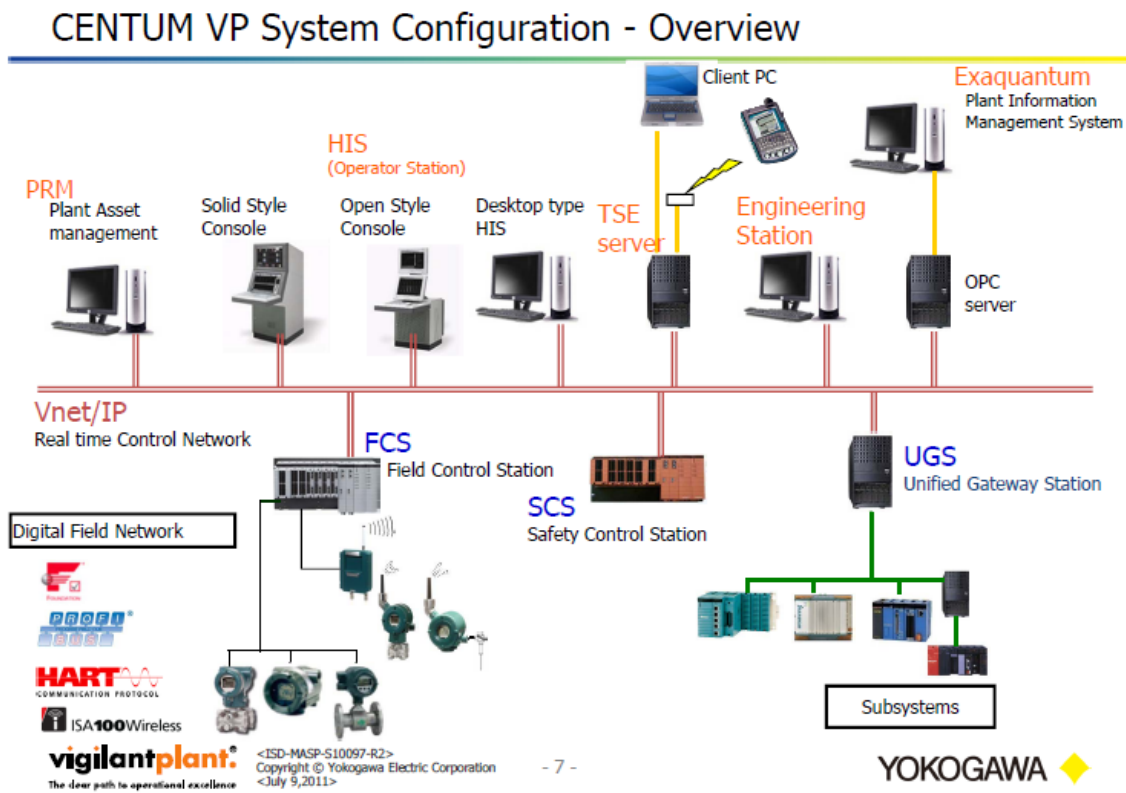 CENTUM VP System Configuration - Overview
Client PC
Exaquantum
Plant Information
Management System
HIS
(Operator Station)
PRM
Plant Asset
management
Solid Style
Console
Open Style
Console
Desktop type
HIS
TSE
server
Engineering
Station
OPC
server
Vnet/IP
Real time Control Network
FCS
Field Control Station
SCS
Safety Control Station
UGS
Unified Gateway Station
Digital Field Network
FOUNDATION
PROFI
BUS
HART
COMMUNICATION PROTOCOL
ISA100Wireless
Subsystems
vigilantplant.®
The clear path to operational excellence
<ISD-MASP-S10097-R2>
Copyright © Yokogawa Electric Corporation
<July 9,2011>
- 7 -
YOKOGAWA